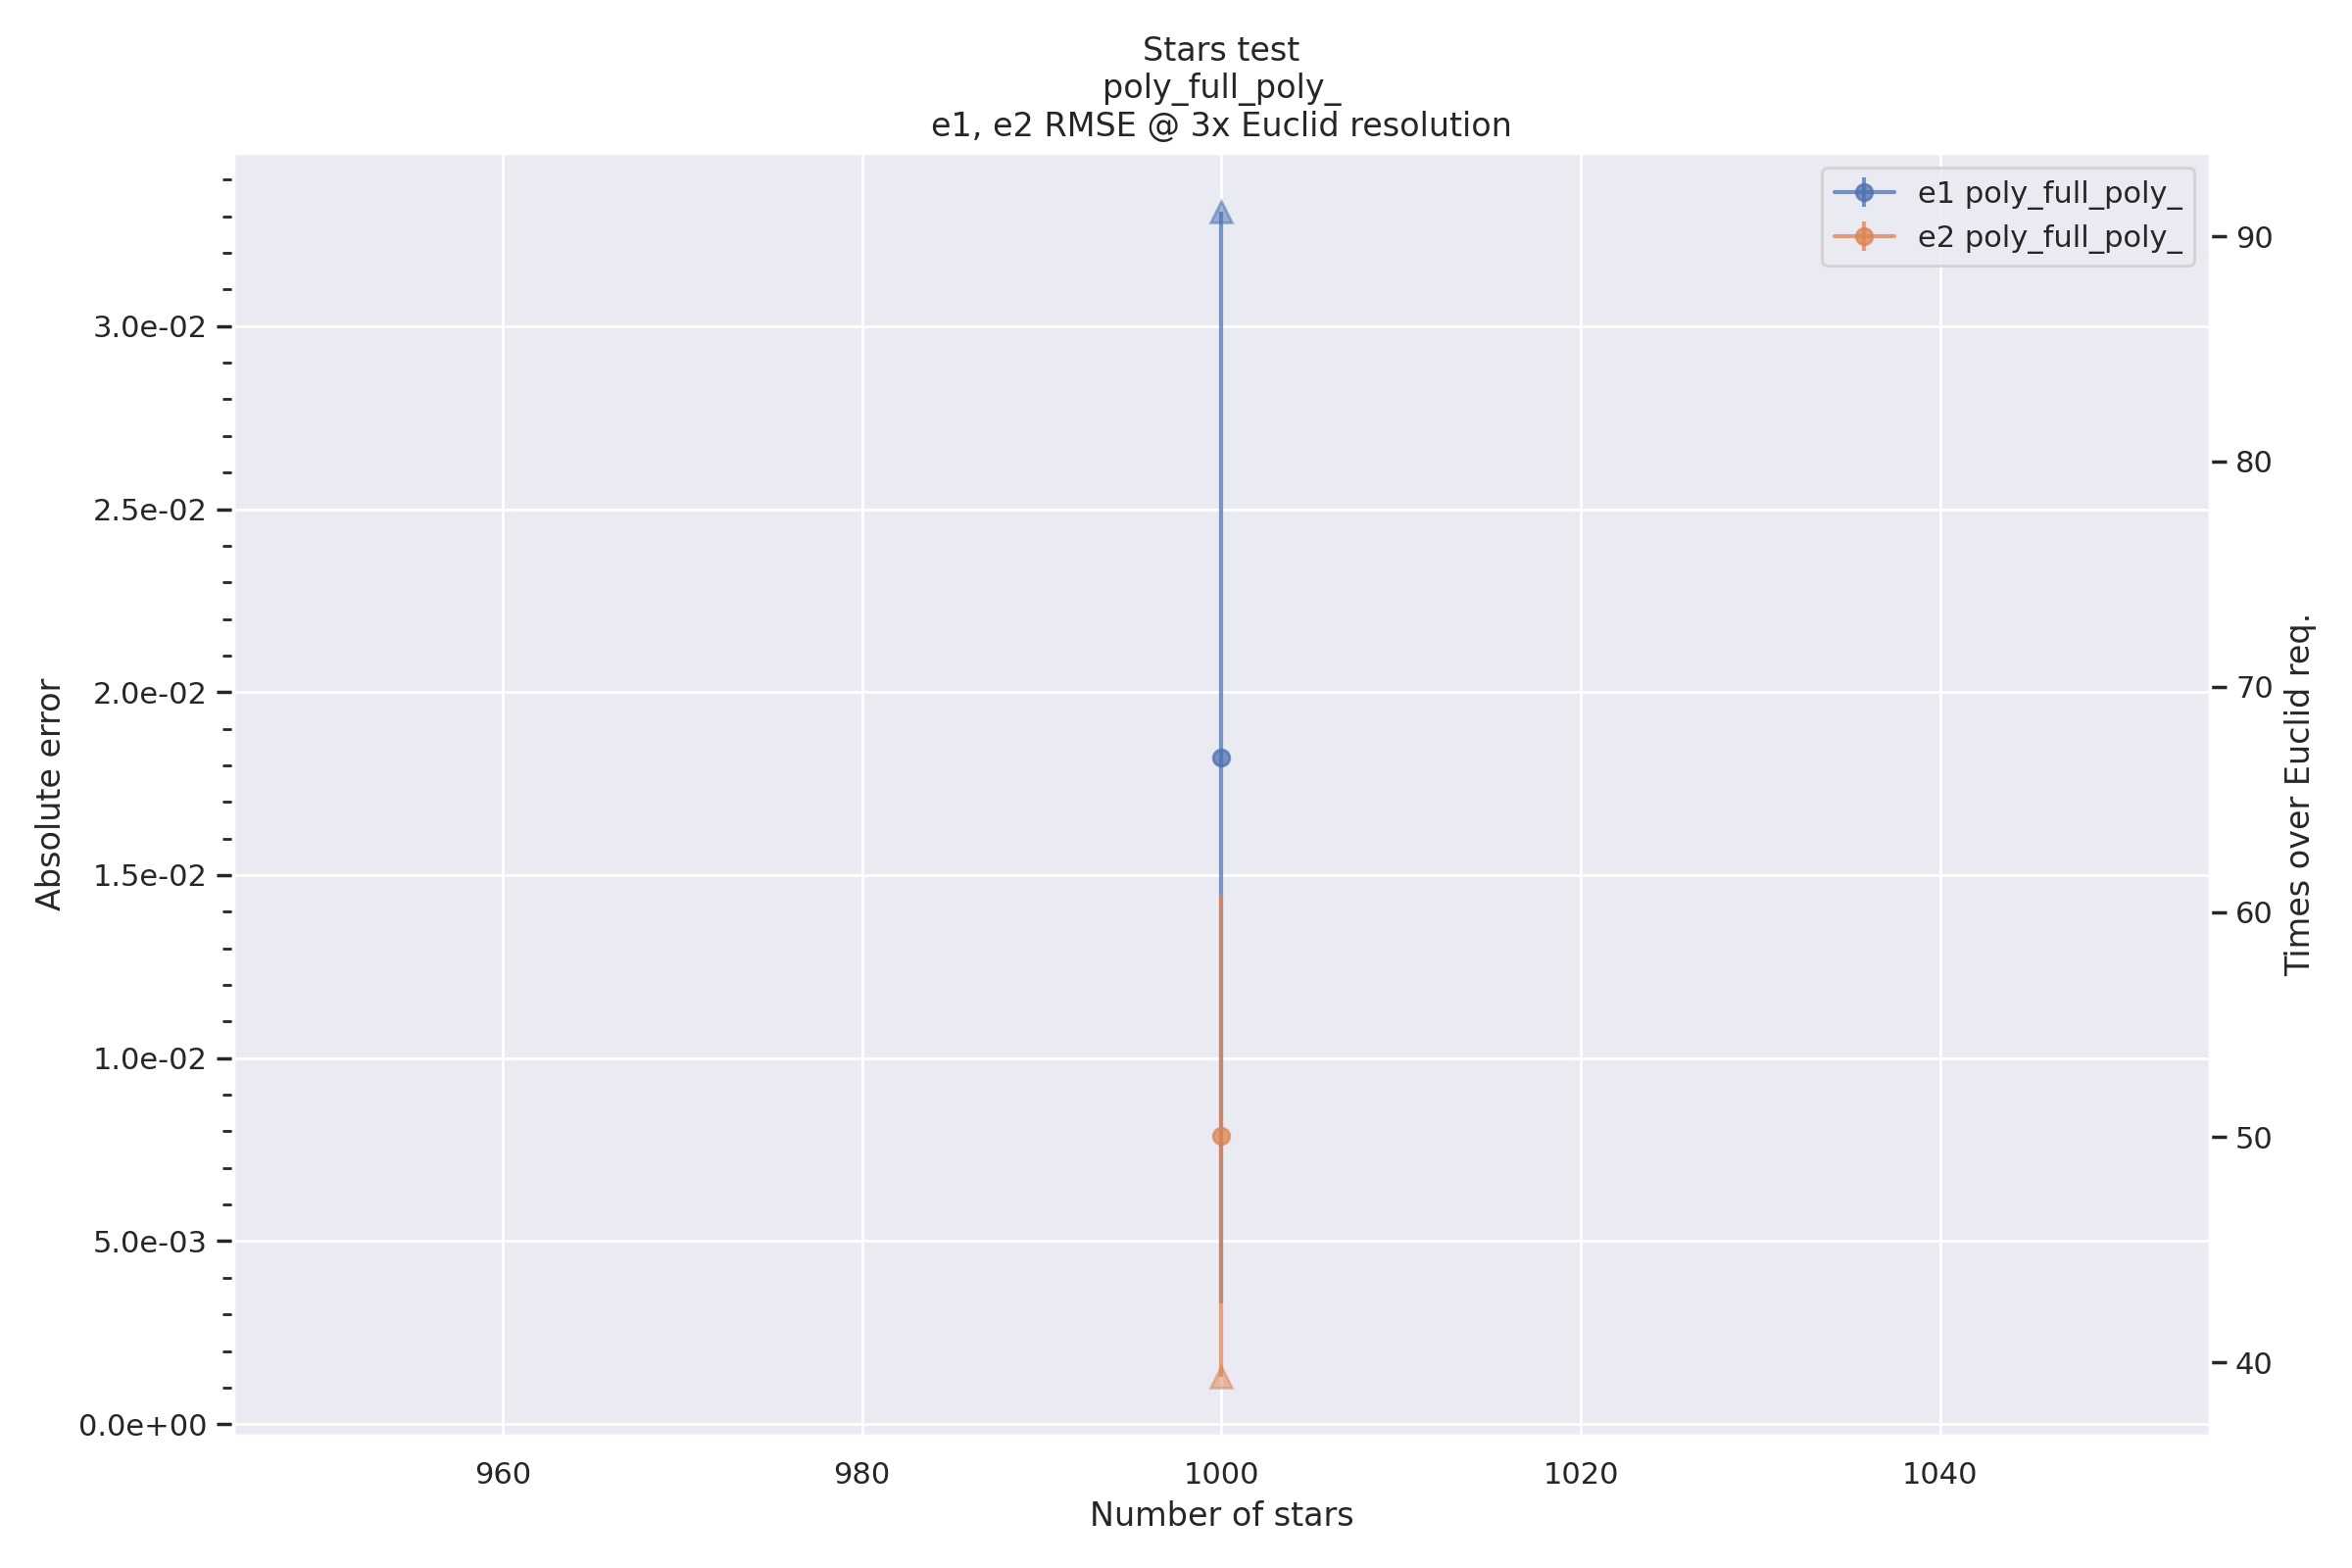 Stars test
poly_full_poly_
e1, e2 RMSE @ 3x Euclid resolution
e1 poly_full_poly_
e2 poly_full_poly_
Absolute error
3.0e-02
2.5e-02
2.0e-02
1.5e-02
1.0e-02
5.0e-03
0.0e+00
90
80
70
60
50
40
Times over Euclid req.
960 980 1000 1020 1040
Number of stars